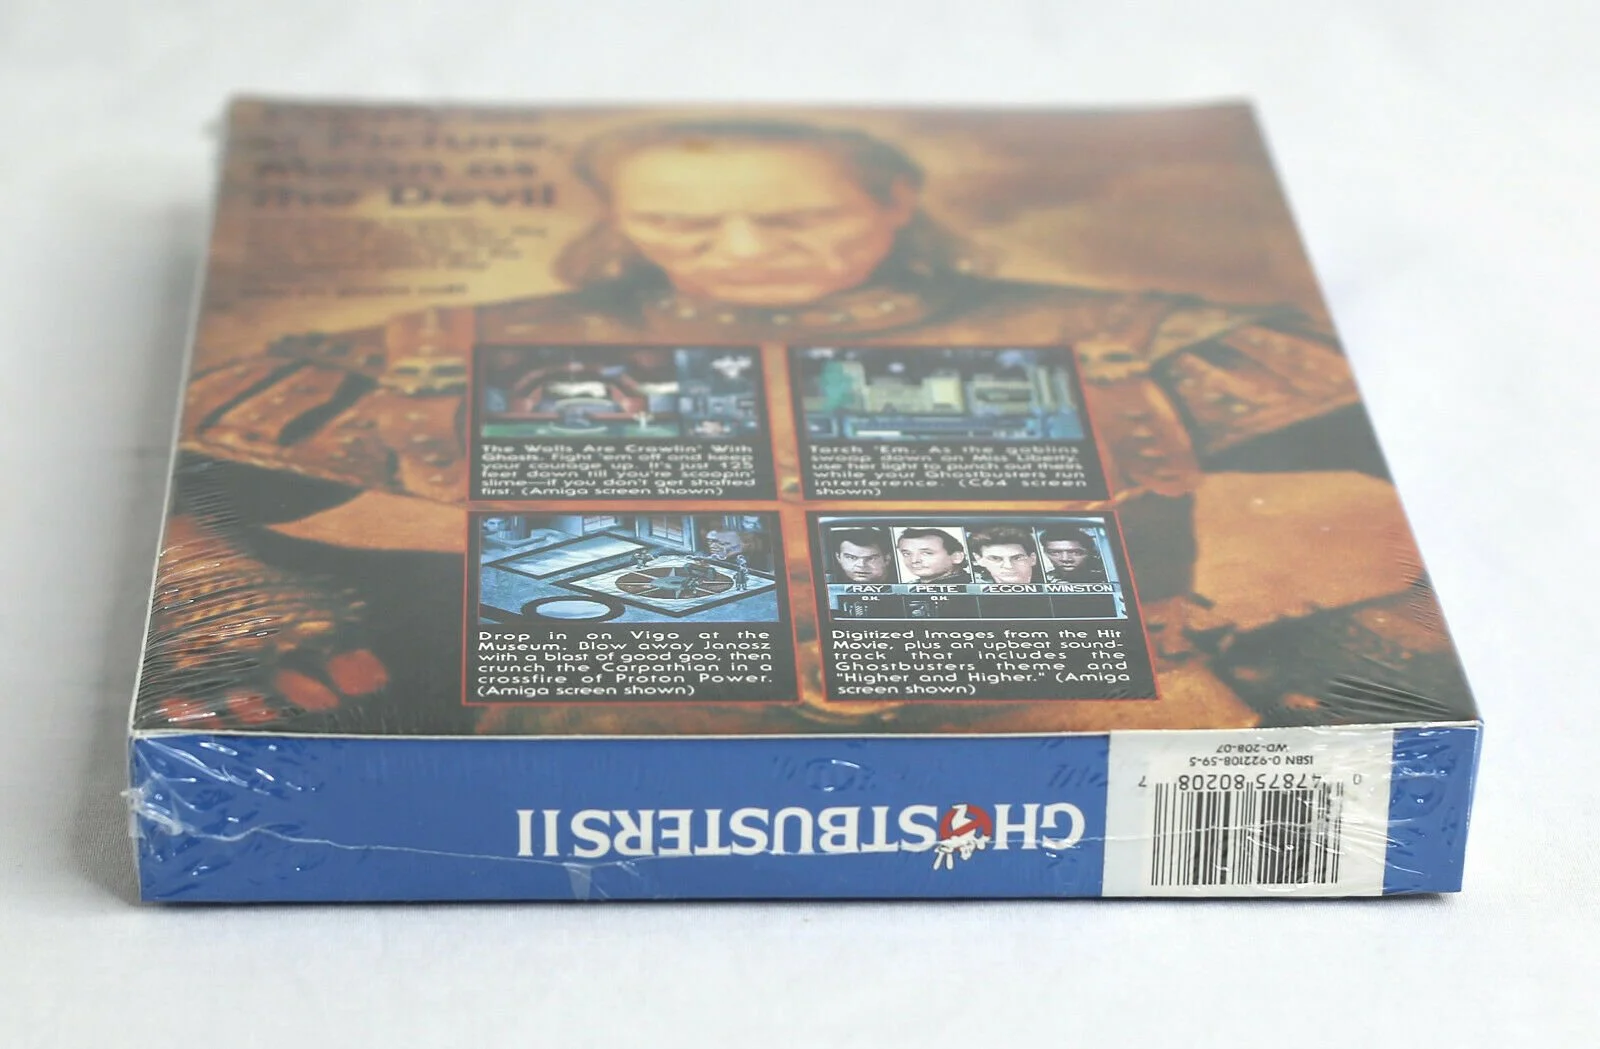 a Picture,
Mean as
the Devil
The Walls Are Crawlin' With
Ghosts. Fight 'em off and keep
your courage up. It's just 125
feet down till you're scoopin'
slime—if you don't get shafted
first. (Amiga screen shown)
Torch 'Em. As the goblins
swoop down on Miss Liberty,
use her light to punch out theirs
while your Ghostbusters run
interference. (C64 screen
shown)
RAY PETE EGON WINSTON
O.K. O.K.
Drop in on Vigo at the
Museum. Blow away Janosz
with a blast of good goo, then
crunch the Carpathian in a
crossfire of Proton Power.
(Amiga screen shown)
Digitized Images from the Hit
Movie, plus an upbeat sound-
track that includes the
Ghostbusters theme and
"Higher and Higher." (Amiga
screen shown)
GHOSTBUSTERS II
0 47875 80208 7
ISBN 0-922108-59-5
WD-208-07